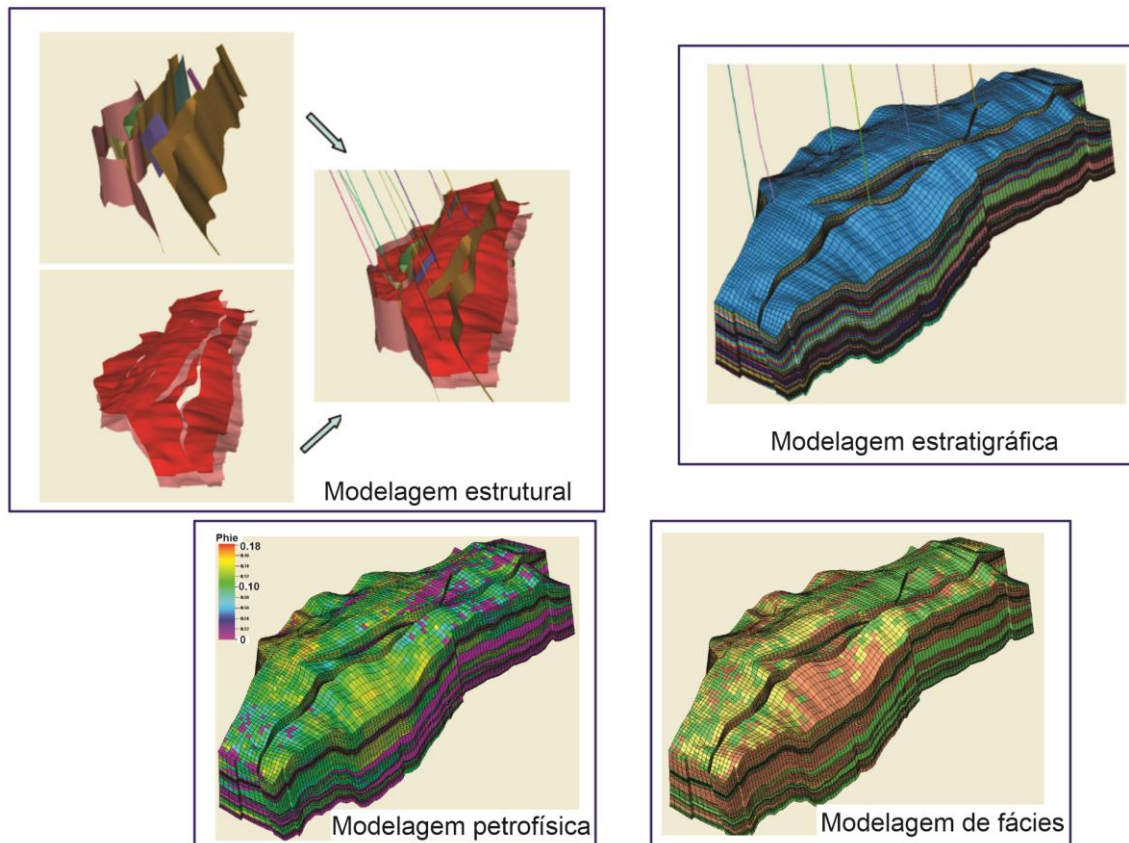 Modelagem estrutural
Modelagem estratigráfica
Phie
0.18
0.10
0
Modelagem petrofísica
Modelagem de fácies